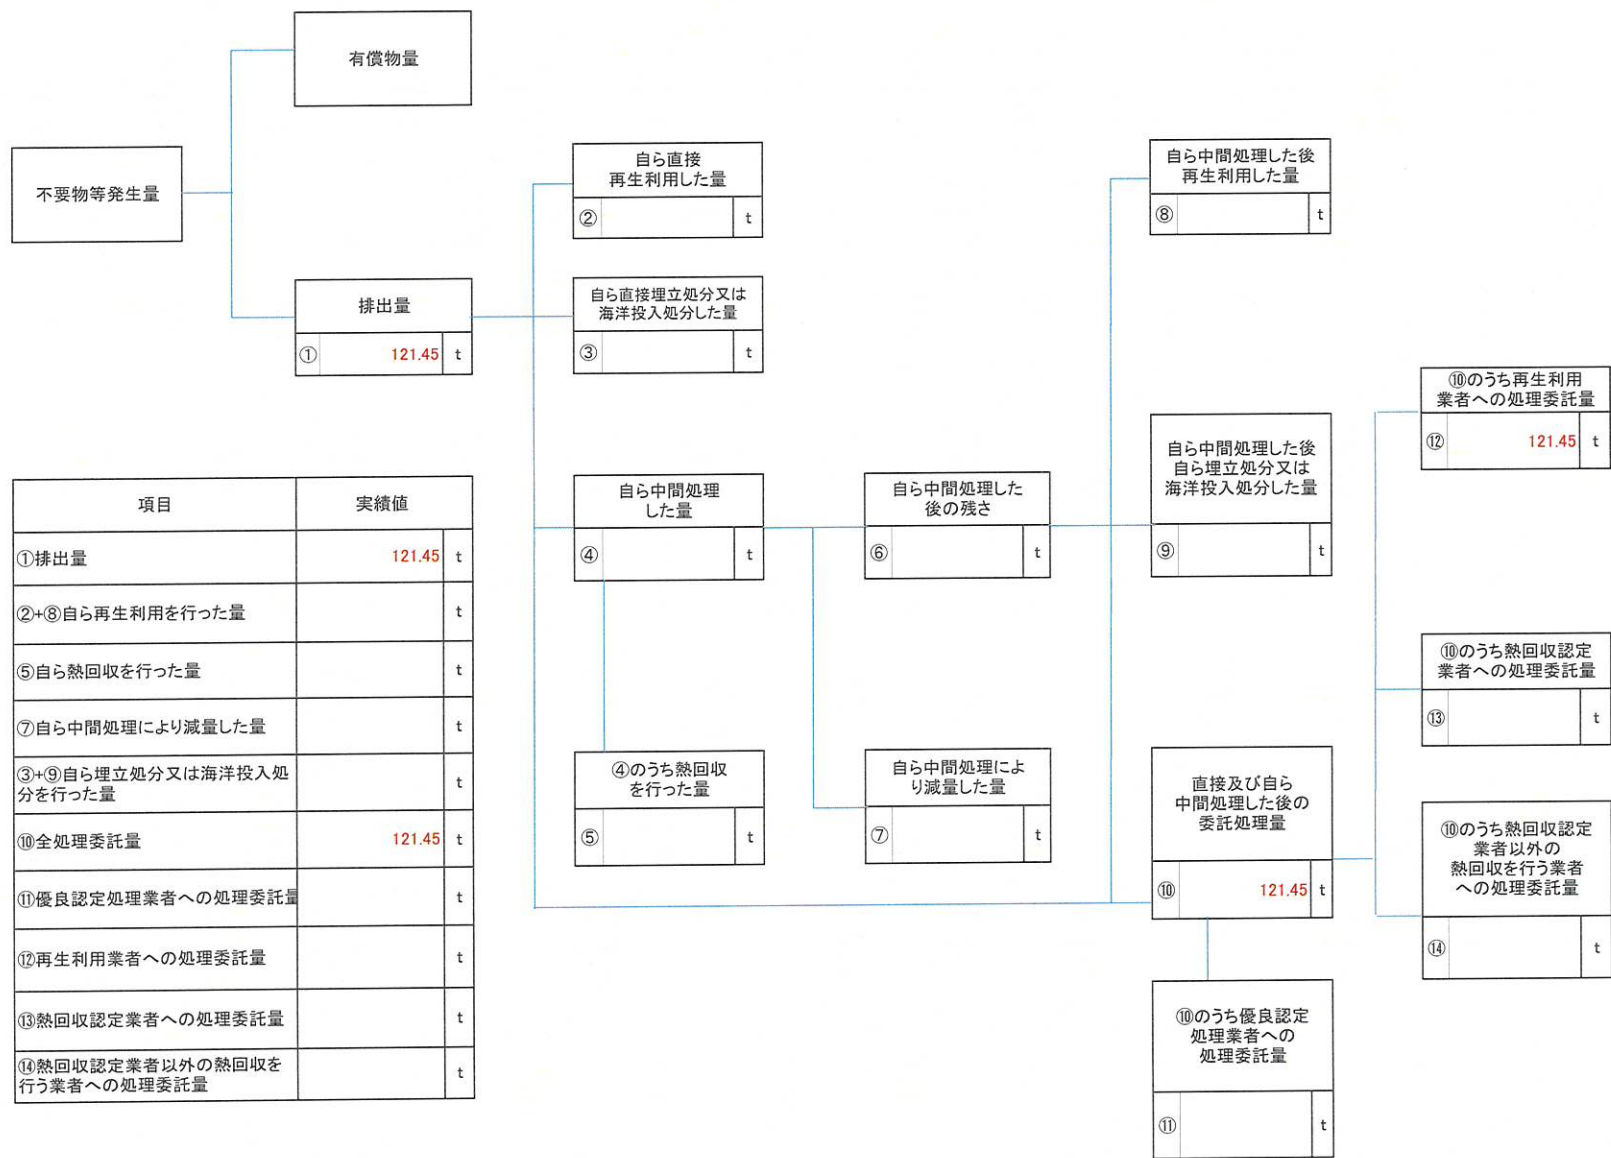 有償物量
不要物等発生量
排出量
① 121.45 t
自ら直接
再生利用した量
② t
自ら直接埋立処分又は
海洋投入処分した量
③ t
自ら中間処理
した量
④ t
④のうち熱回収
を行った量
⑤ t
自ら中間処理した
後の残さ
⑥ t
自ら中間処理によ
り減量した量
⑦ t
自ら中間処理した後
再生利用した量
⑧ t
自ら中間処理した後
自ら埋立処分又は
海洋投入処分した量
⑨ t
直接及び自ら
中間処理した後の
委託処理量
⑩ 121.45 t
⑩のうち優良認定
処理業者への
処理委託量
⑪ t
⑩のうち再生利用
業者への処理委託量
⑫ 121.45 t
⑩のうち熱回収認定
業者への処理委託量
⑬ t
⑩のうち熱回収認定
業者以外の
熱回収を行う業者
への処理委託量
⑭ t
項目 実績値
①排出量 121.45 t
②+⑧自ら再生利用を行った量 t
⑤自ら熱回収を行った量 t
⑦自ら中間処理により減量した量 t
③+⑨自ら埋立処分又は海洋投入処
分を行った量 t
⑩全処理委託量 121.45 t
⑪優良認定処理業者への処理委託量 t
⑫再生利用業者への処理委託量 t
⑬熱回収認定業者への処理委託量 t
⑭熱回収認定業者以外の熱回収を
行う業者への処理委託量 t